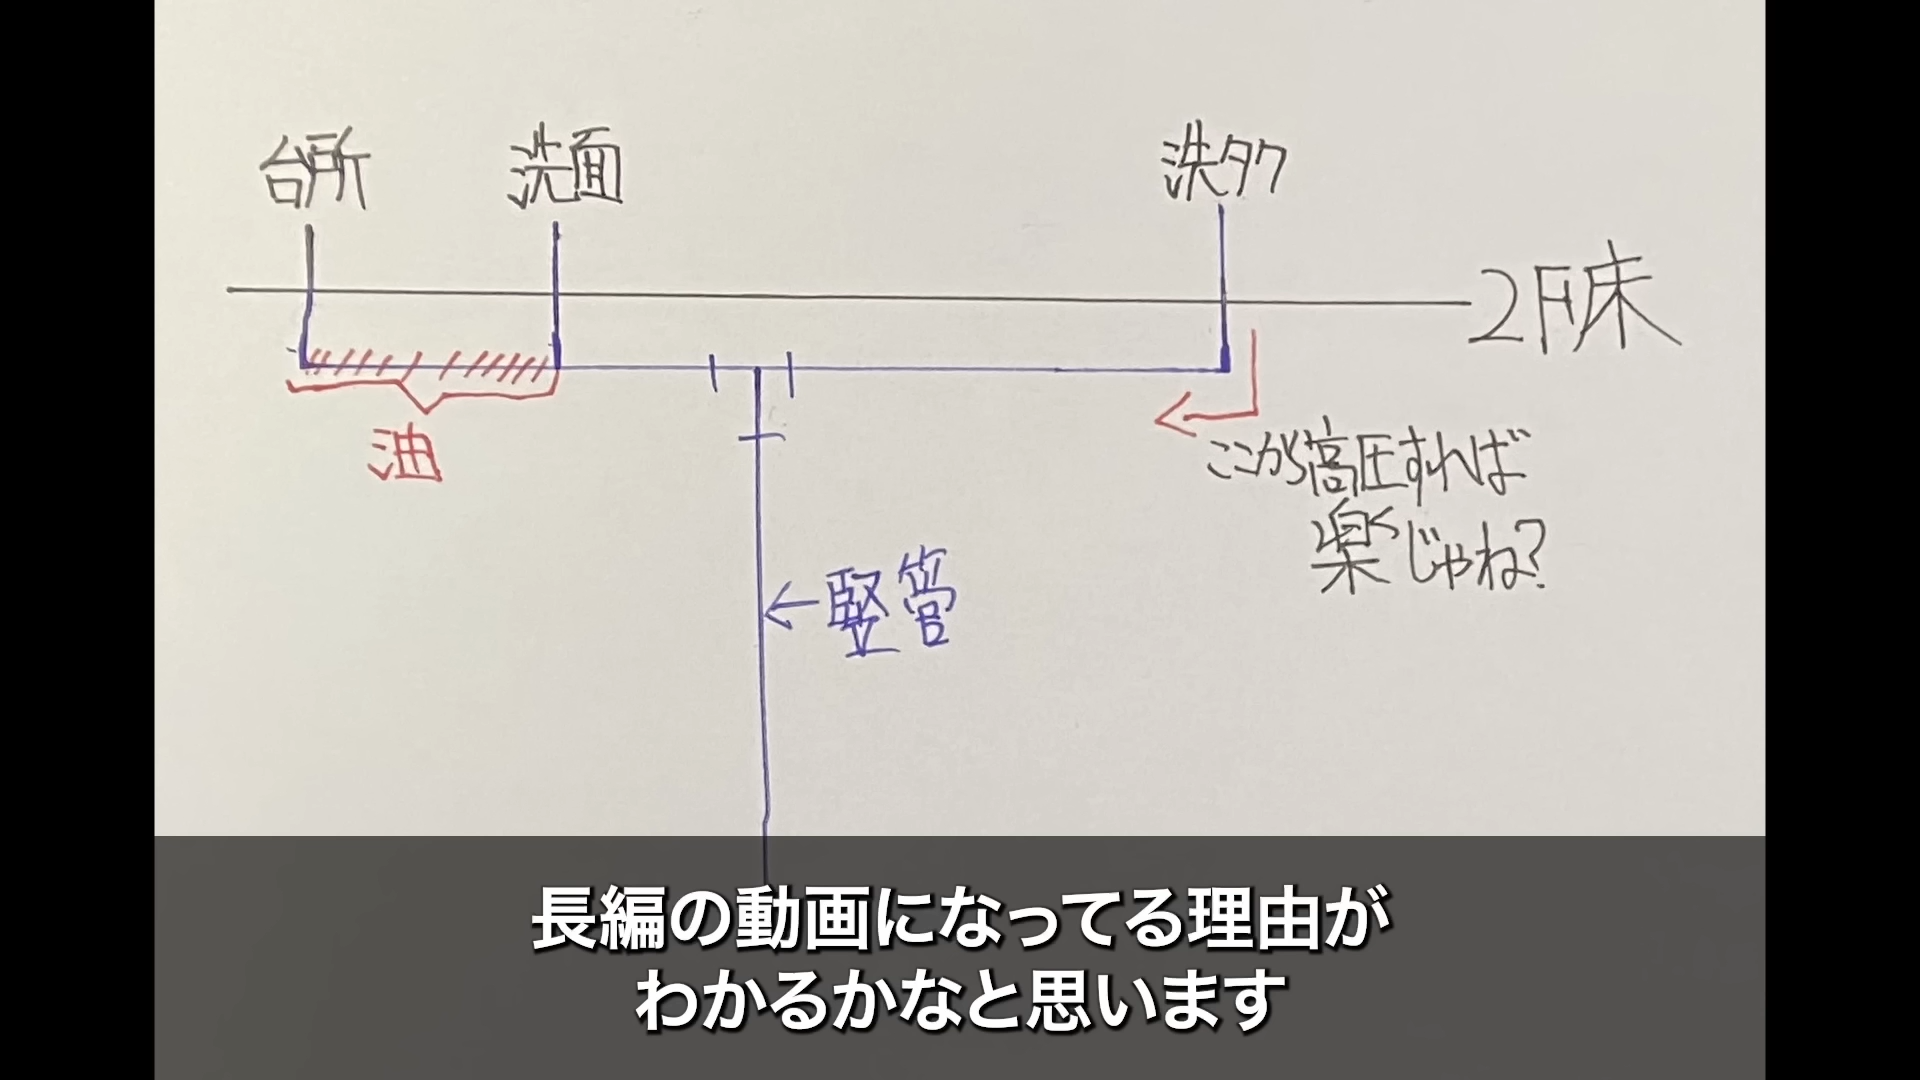 台所
洗面
洗タク
2F床
油
ここから高圧すれば
楽じゃね?
←竪管
長編の動画になってる理由が
わかるかなと思います